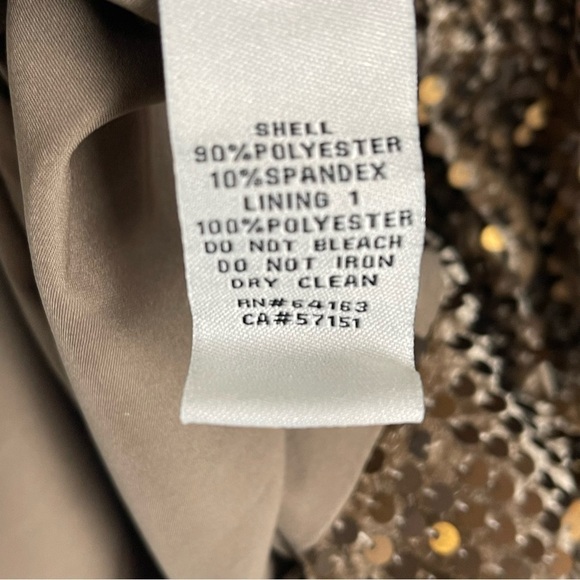 SHELL
90%POLYESTER
10%SPANDEX
LINING 1
100%POLYESTER
DO NOT BLEACH
DO NOT IRON
DRY CLEAN
RN#64163
CA#57151